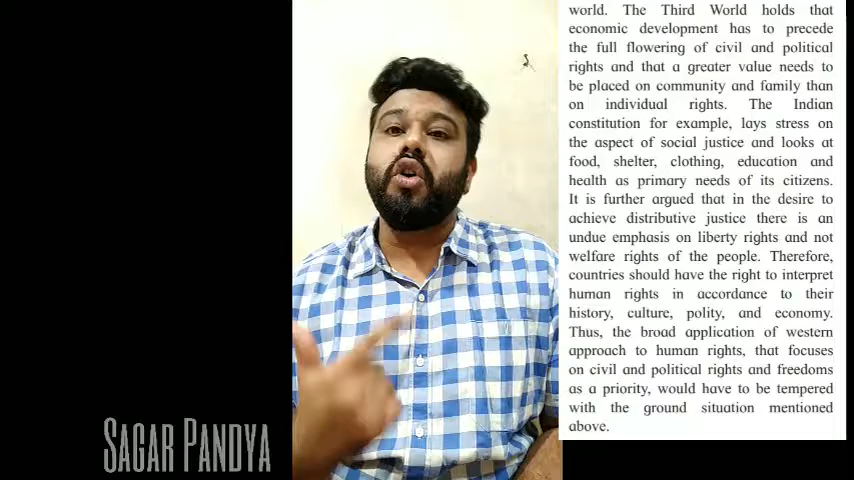 world. The Third World holds that
economic development has to precede
the full flowering of civil and political
rights and that a greater value needs to
be placed on community and family than
on individual rights. The Indian
constitution for example, lays stress on
the aspect of social justice and looks at
food, shelter, clothing, education and
health as primary needs of its citizens.
It is further argued that in the desire to
achieve distributive justice there is an
undue emphasis on liberty rights and not
welfare rights of the people. Therefore,
countries should have the right to interpret
human rights in accordance to their
history, culture, polity, and economy.
Thus, the broad application of western
approach to human rights, that focuses
on civil and political rights and freedoms
as a priority, would have to be tempered
with the ground situation mentioned
above.
SAGAR PANDYA